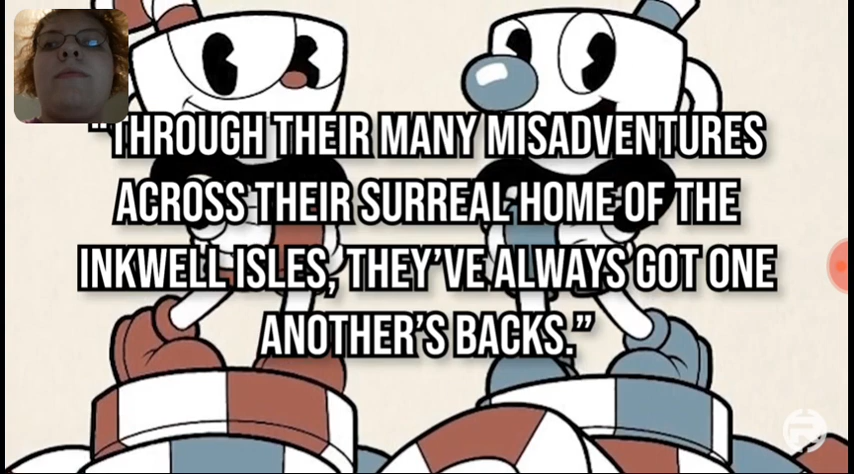 "THROUGH THEIR MANY MISADVENTURES
ACROSS THEIR SURREAL HOME OF THE
INKWELL ISLES, THEY'VE ALWAYS GOT ONE
ANOTHER'S BACKS."